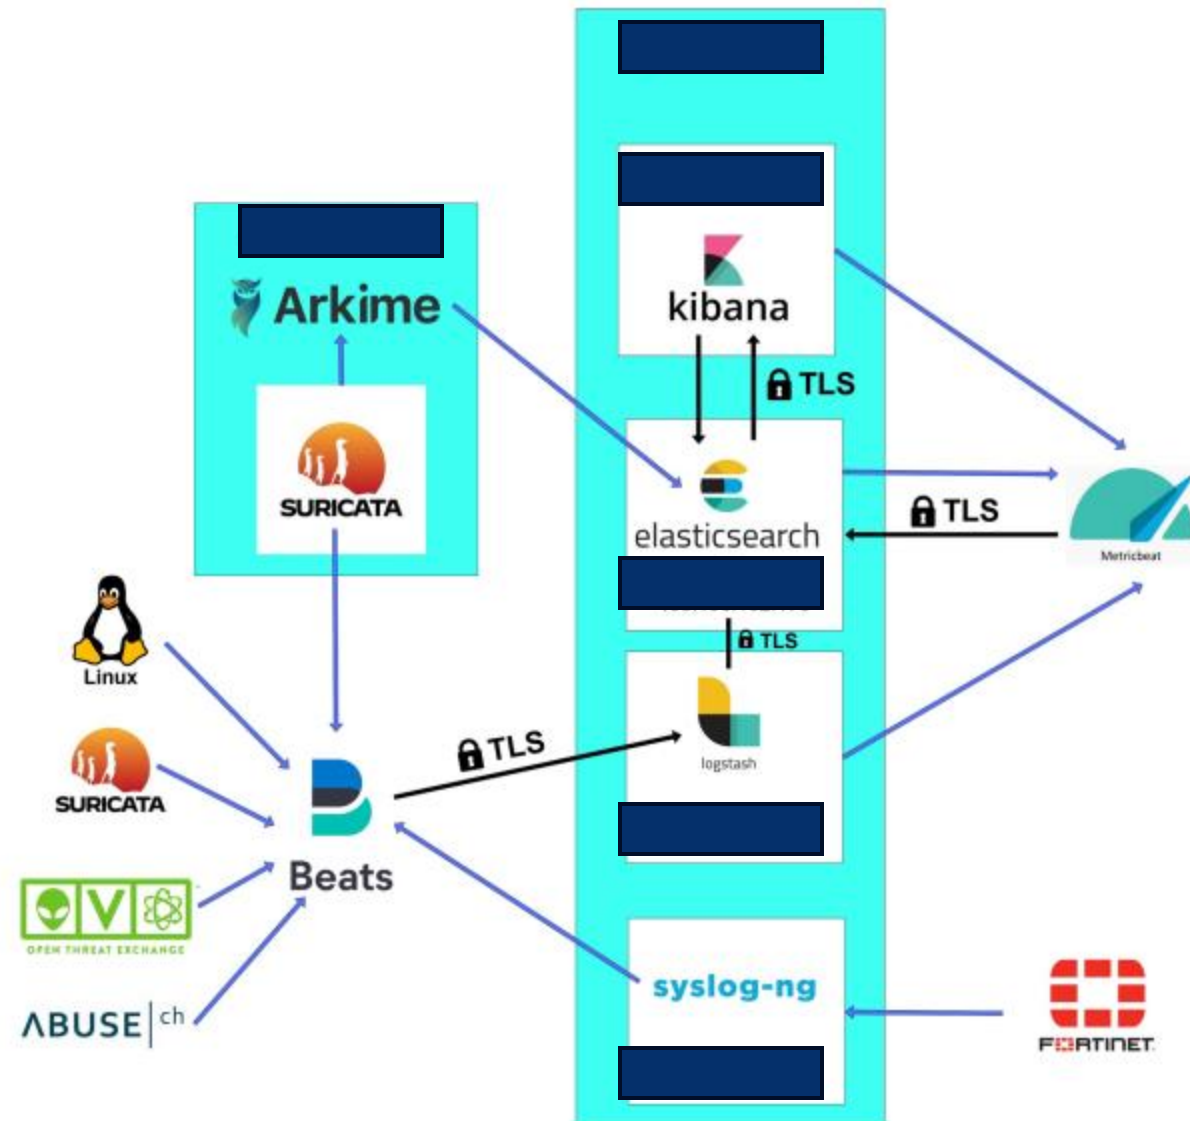 kibana
TLS
Arkime
SURICATA
elasticsearch
TLS
Metricbeat
TLS
Linux
logstash
TLS
SURICATA
Beats
OPEN THREAT EXCHANGE
ABUSE|ch
syslog-ng
FORTINET